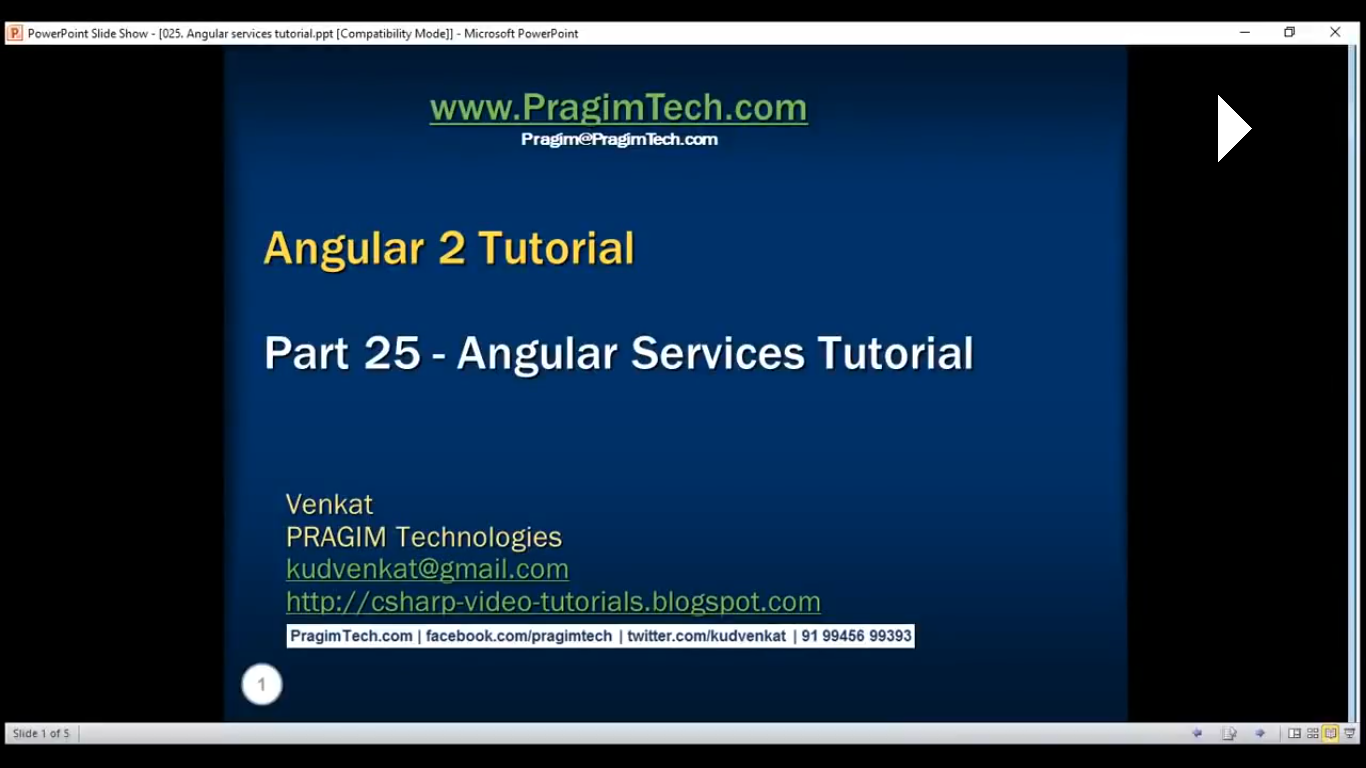 PowerPoint Slide Show - [025. Angular services tutorial.ppt [Compatibility Mode]] - Microsoft PowerPoint
www.PragimTech.com
Pragim@PragimTech.com
Angular 2 Tutorial
Part 25 - Angular Services Tutorial
Venkat
PRAGIM Technologies
kudvenkat@gmail.com
http://csharp-video-tutorials.blogspot.com
PragimTech.com | facebook.com/pragimtech | twitter.com/kudvenkat | 91 99456 99393
1
Slide 1 of 5